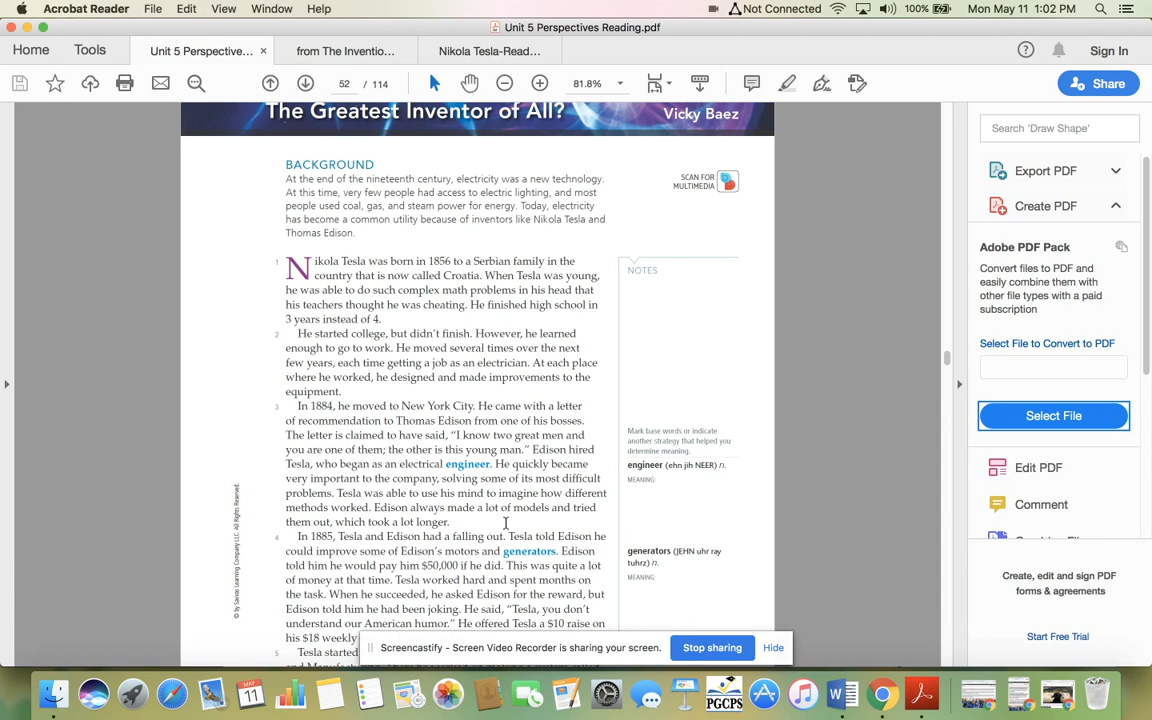 Acrobat Reader File Edit View Window Help Not Connected 100% Mon May 11 1:02 PM
Unit 5 Perspectives Reading.pdf
Home Tools Unit 5 Perspective... × from The Inventio... Nikola Tesla-Read... Sign In
52 / 114 81.8% Share
The Greatest Inventor of All? Vicky Baez
BACKGROUND
At the end of the nineteenth century, electricity was a new technology.
At this time, very few people had access to electric lighting, and most
people used coal, gas, and steam power for energy. Today, electricity
has become a common utility because of inventors like Nikola Tesla and
Thomas Edison.
SCAN FOR
MULTIMEDIA
1 Nikola Tesla was born in 1856 to a Serbian family in the
country that is now called Croatia. When Tesla was young,
he was able to do such complex math problems in his head that
his teachers thought he was cheating. He finished high school in
3 years instead of 4.
2 He started college, but didn't finish. However, he learned
enough to go to work. He moved several times over the next
few years, each time getting a job as an electrician. At each place
where he worked, he designed and made improvements to the
equipment.
3 In 1884, he moved to New York City. He came with a letter
of recommendation to Thomas Edison from one of his bosses.
The letter is claimed to have said, "I know two great men and
you are one of them; the other is this young man." Edison hired
Tesla, who began as an electrical engineer. He quickly became
very important to the company, solving some of its most difficult
problems. Tesla was able to use his mind to imagine how different
methods worked. Edison always made a lot of models and tried
them out, which took a lot longer.
4 In 1885, Tesla and Edison had a falling out. Tesla told Edison he
could improve some of Edison's motors and generators. Edison
told him he would pay him $50,000 if he did. This was quite a lot
of money at that time. Tesla worked hard and spent months on
the task. When he succeeded, he asked Edison for the reward, but
Edison told him he had been joking. He said, "Tesla, you don't
understand our American humor." He offered Tesla a $10 raise on
his $18 weekly
5 Tesla started
NOTES
Mark base words or indicate
another strategy that helped you
determine meaning.
engineer (ehn jih NEER) n.
MEANING:
generators (JEHN uhr ray
tuhrz) n.
MEANING:
© by Savvas Learning Company LLC. All Rights Reserved.
Search 'Draw Shape'
Export PDF
Create PDF
Adobe PDF Pack
Convert files to PDF and
easily combine them with
other file types with a paid
subscription
Select File to Convert to PDF
Select File
Edit PDF
Comment
Create, edit and sign PDF
forms & agreements
Start Free Trial
Screencastify - Screen Video Recorder is sharing your screen. Stop sharing Hide
MAY
11
PGCPS